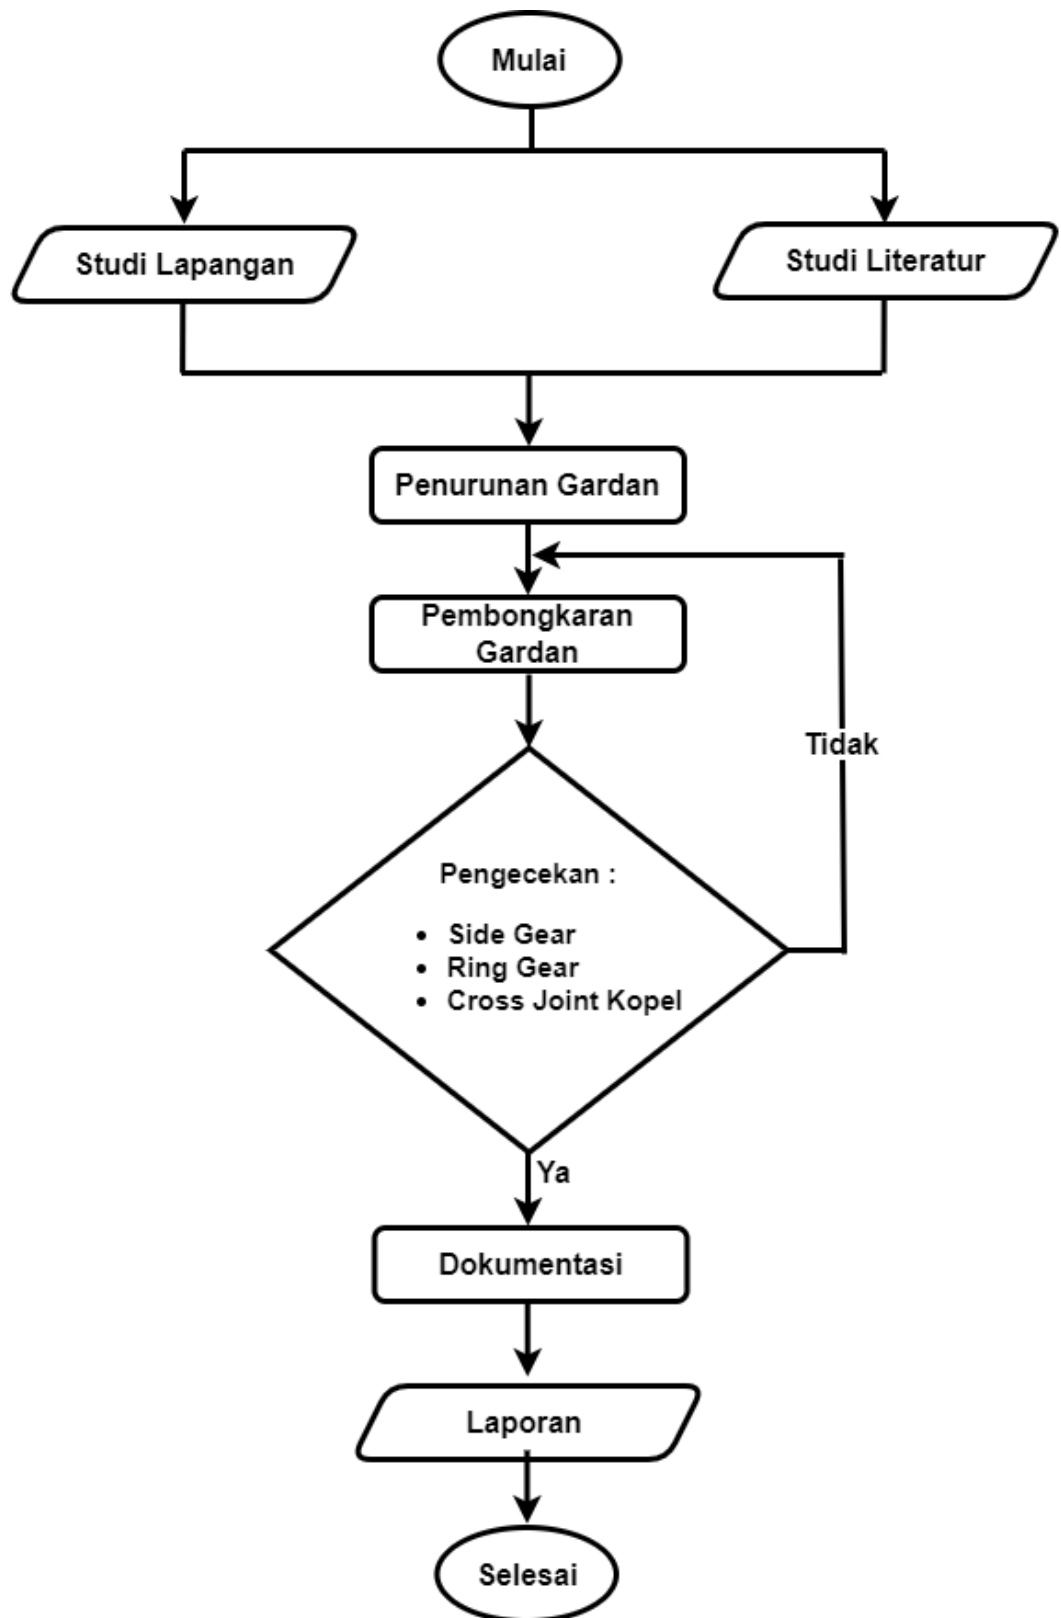 Mulai
Studi Lapangan
Studi Literatur
Penurunan Gardan
Pembongkaran
Gardan
Tidak
Pengecekan :
• Side Gear
• Ring Gear
• Cross Joint Kopel
Ya
Dokumentasi
Laporan
Selesai